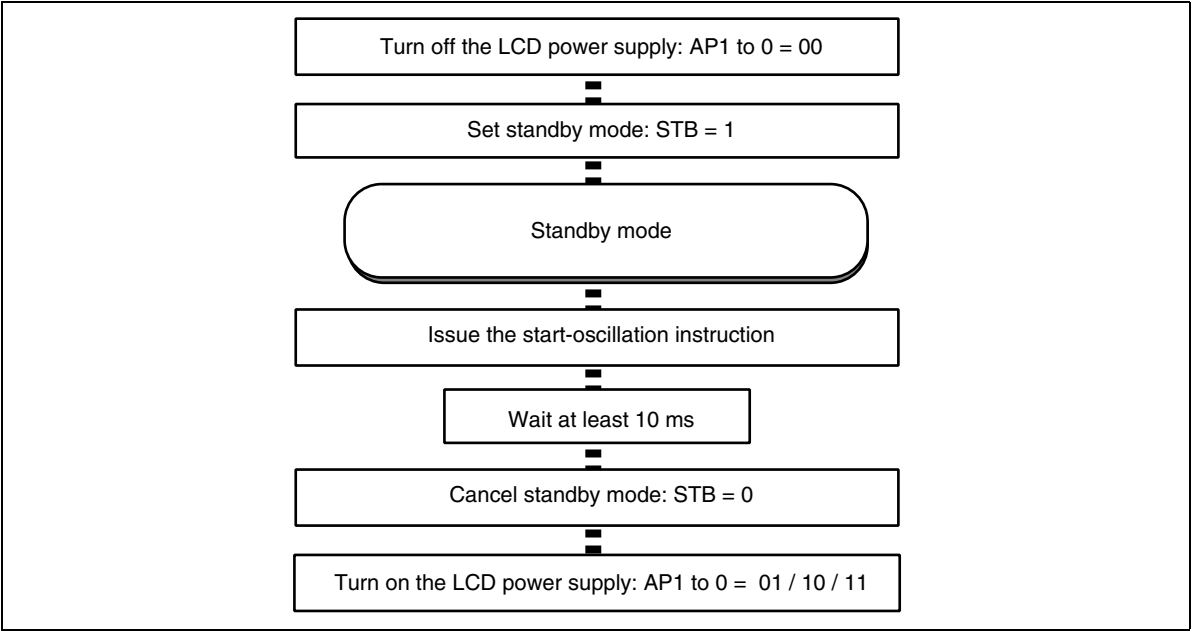 Turn off the LCD power supply: AP1 to 0 = 00
Set standby mode: STB = 1
Standby mode
Issue the start-oscillation instruction
Wait at least 10 ms
Cancel standby mode: STB = 0
Turn on the LCD power supply: AP1 to 0 = 01 / 10 / 11